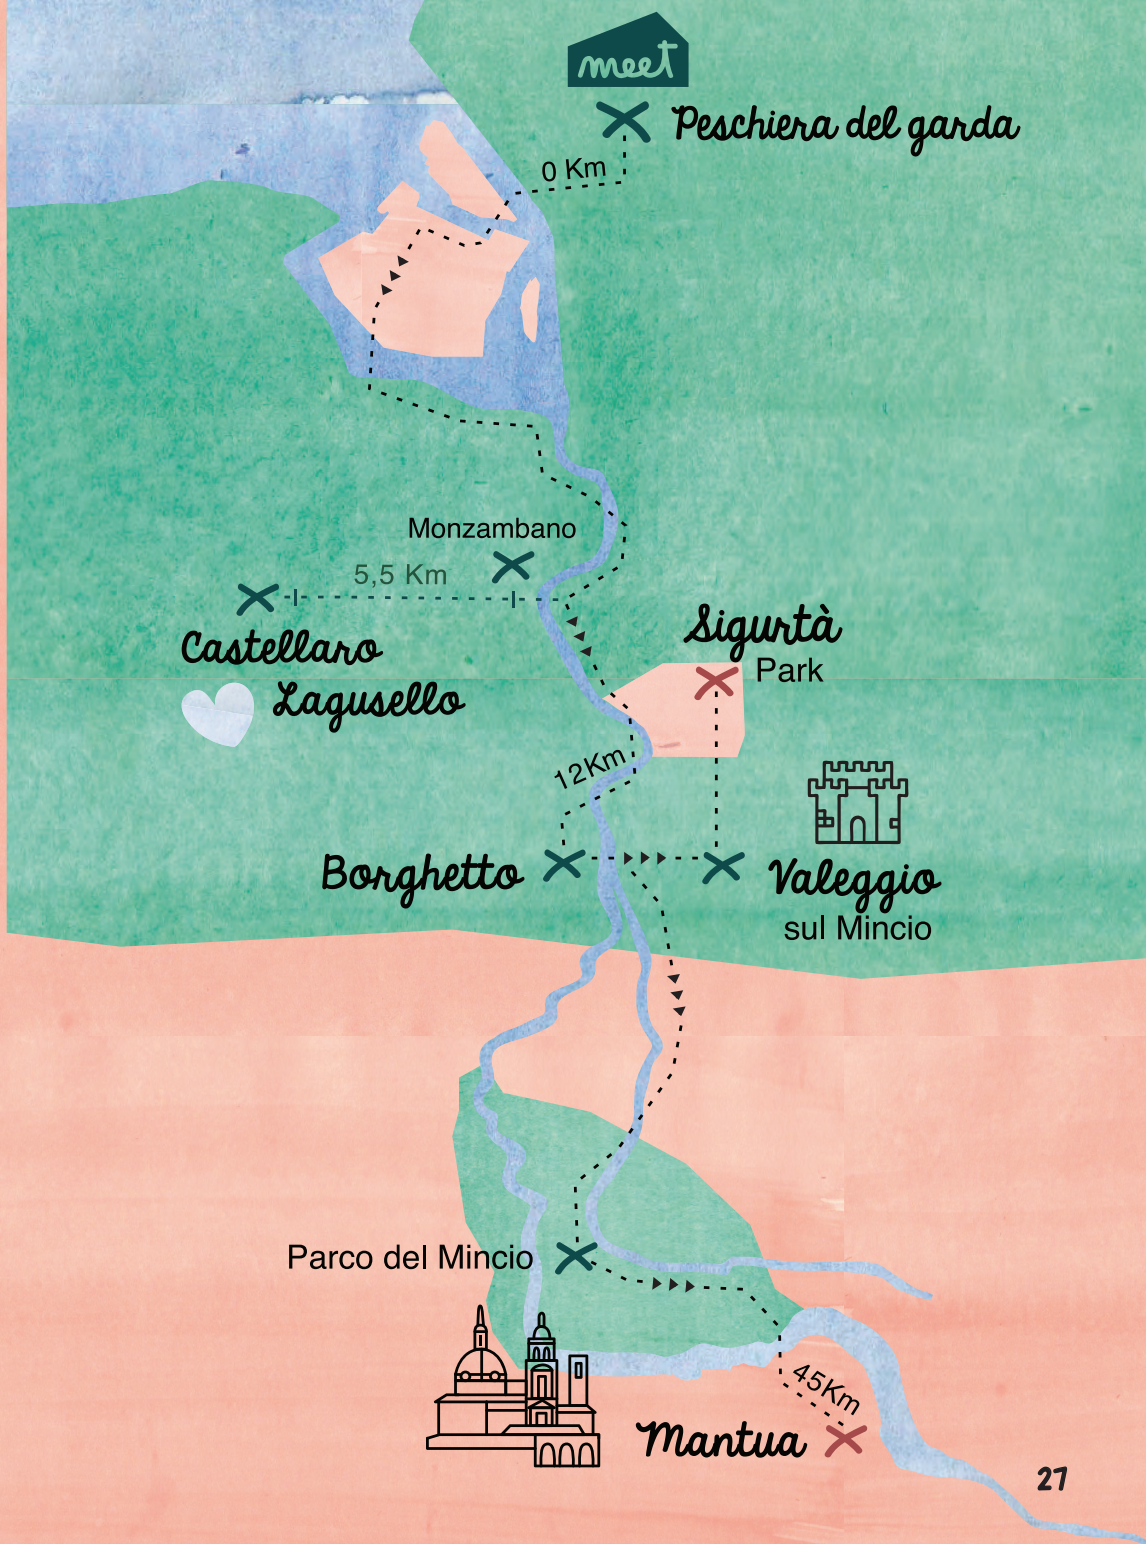 meet
Peschiera del garda
0 Km
Monzambano
5,5 Km
Castellaro
Lagusello
Sigurtà
Park
12Km
Borghetto
Valeggio
sul Mincio
Parco del Mincio
45Km
Mantua
27